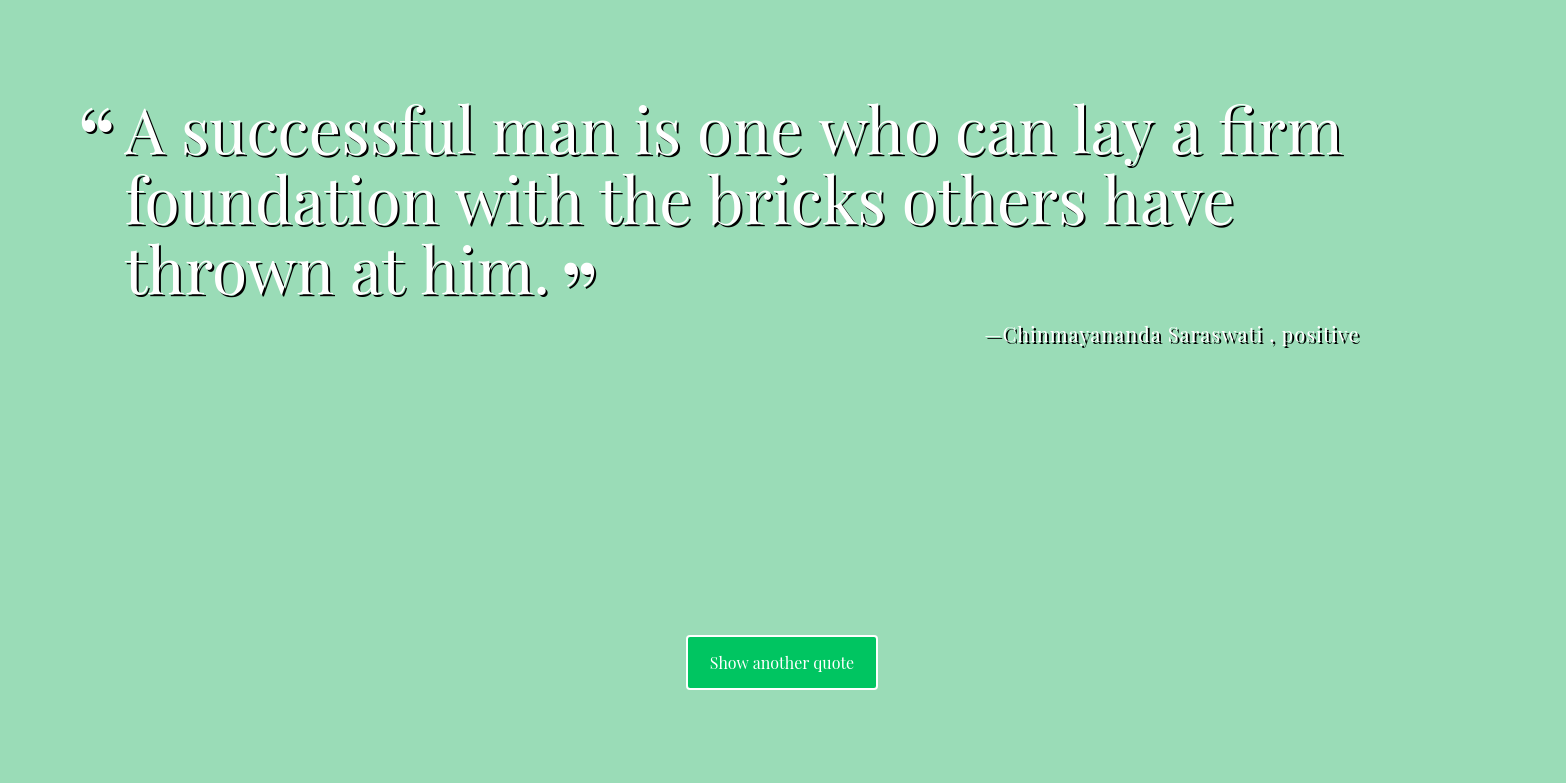 “ A successful man is one who can lay a firm
foundation with the bricks others have
thrown at him. ”
—Chinmayananda Saraswati , positive
Show another quote